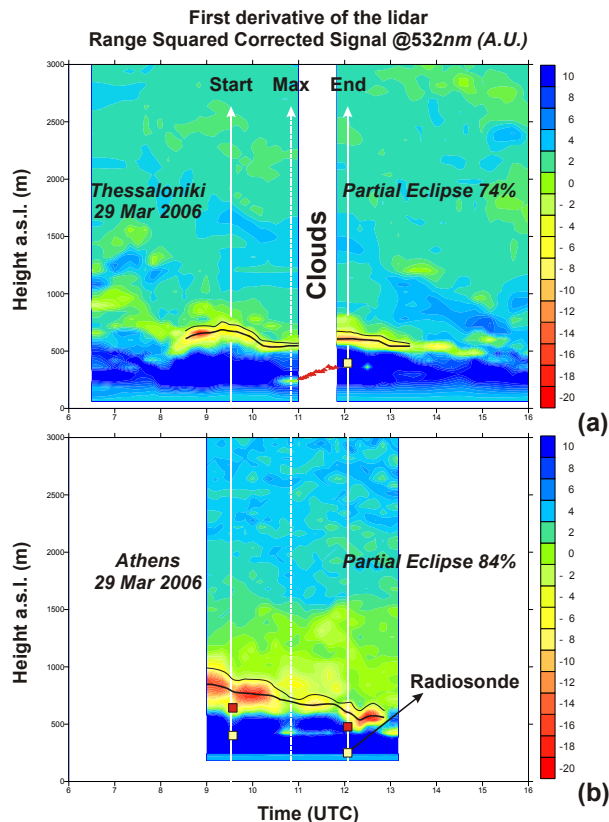 First derivative of the lidar
Range Squared Corrected Signal @532nm (A.U.)
3000
2500
2000
1500
1000
500
0
Height a.s.l. (m)
Start Max End
Thessaloniki
29 Mar 2006
Partial Eclipse 74%
Clouds
6 7 8 9 10 11 12 13 14 15 16
10
8
6
4
2
0
- 2
- 4
- 6
- 8
- 10
- 12
- 14
- 16
- 18
- 20
(a)
3000
2500
2000
1500
1000
500
0
Height a.s.l. (m)
Athens
29 Mar 2006
Partial Eclipse 84%
Radiosonde
6 7 8 9 10 11 12 13 14 15 16
Time (UTC)
10
8
6
4
2
0
- 2
- 4
- 6
- 8
- 10
- 12
- 14
- 16
- 18
- 20
(b)